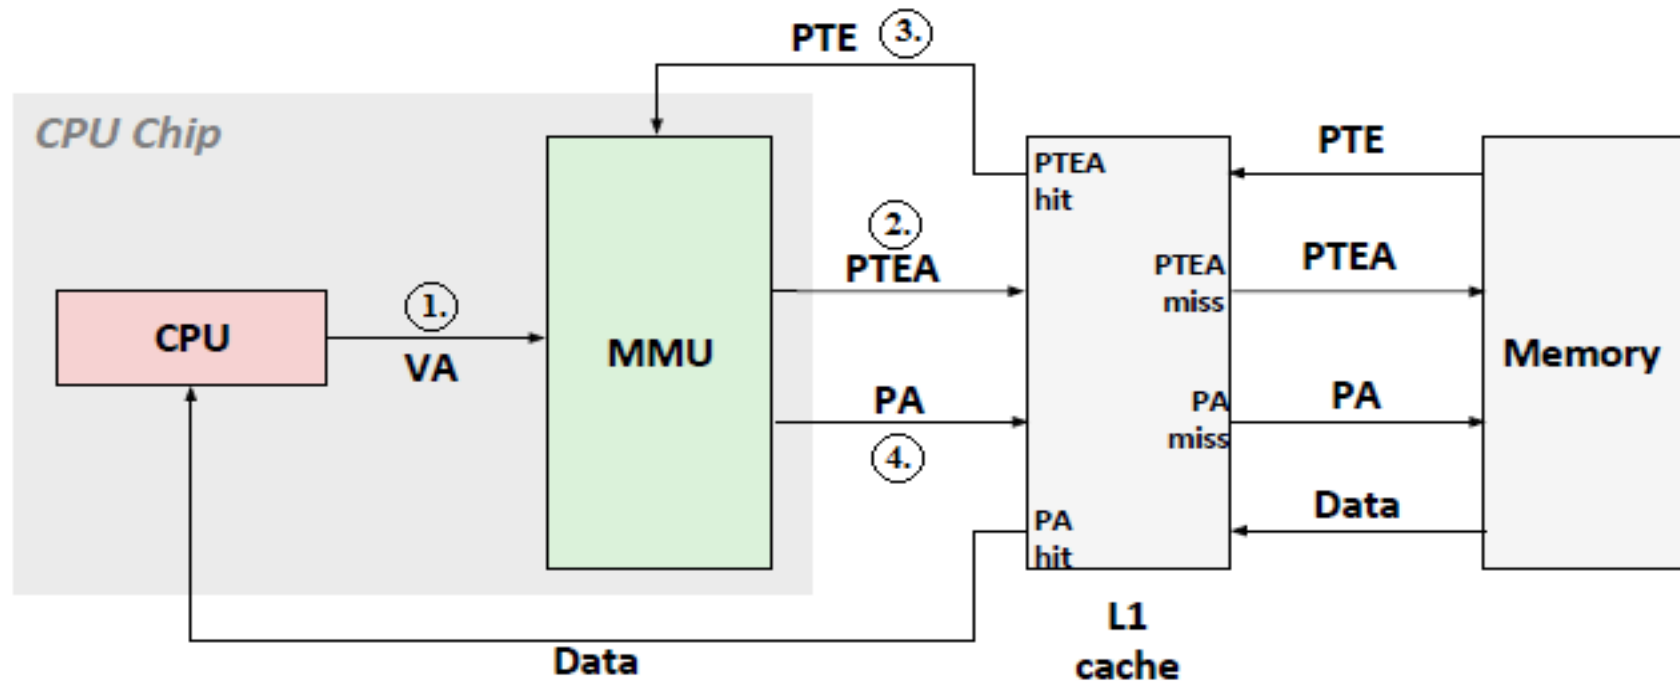 PTE 3.
CPU Chip
PTEA
hit
PTE
2.
PTEA
PTEA
miss
PTEA
1.
CPU
VA
MMU
Memory
PA
4.
PA
miss
PA
PA
hit
Data
L1
cache
Data